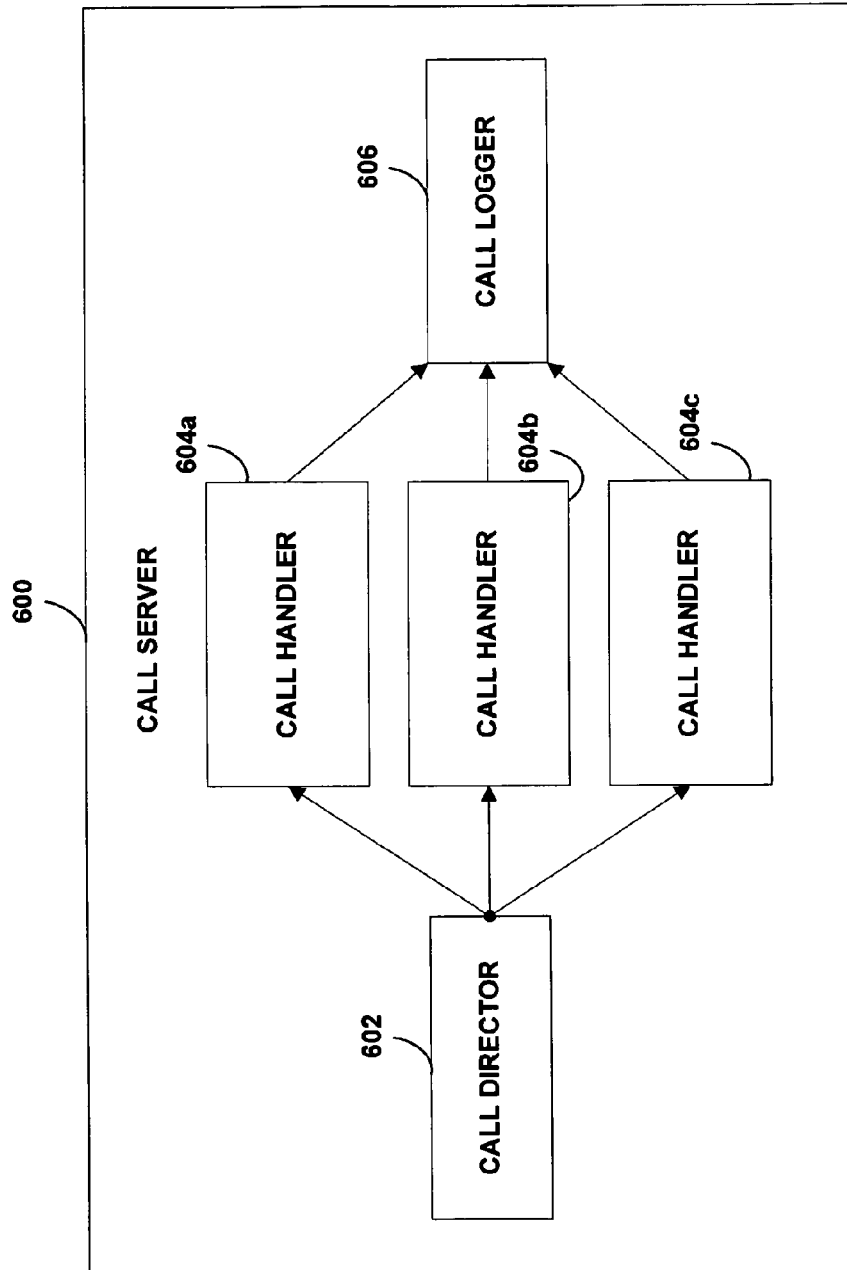 600
CALL SERVER
602
CALL DIRECTOR
604a
CALL HANDLER
604b
CALL HANDLER
604c
CALL HANDLER
606
CALL LOGGER